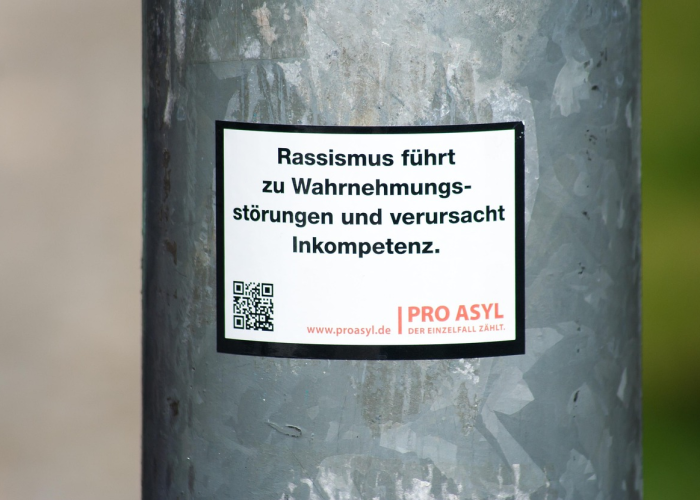 Rassismus führt
zu Wahrnehmungs-
störungen und verursacht
Inkompetenz.
www.proasyl.de
PRO ASYL
DER EINZELFALL ZÄHLT.